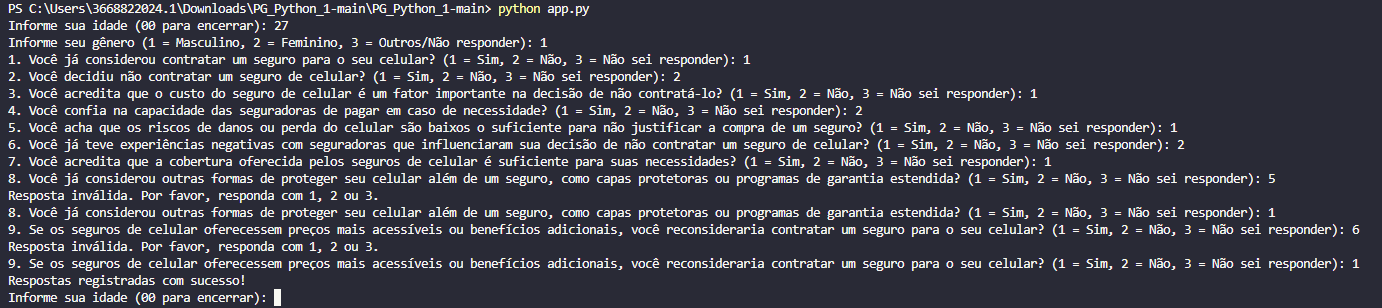 PS C:\Users\3668822024.1\Downloads\PG_Python_1-main\PG_Python_1-main> python app.py
Informe sua idade (00 para encerrar): 27
Informe seu gênero (1 = Masculino, 2 = Feminino, 3 = Outros/Não responder): 1
1. Você já considerou contratar um seguro para o seu celular? (1 = Sim, 2 = Não, 3 = Não sei responder): 1
2. Você decidiu não contratar um seguro de celular? (1 = Sim, 2 = Não, 3 = Não sei responder): 2
3. Você acredita que o custo do seguro de celular é um fator importante na decisão de não contratá-lo? (1 = Sim, 2 = Não, 3 = Não sei responder): 1
4. Você confia na capacidade das seguradoras de pagar em caso de necessidade? (1 = Sim, 2 = Não, 3 = Não sei responder): 2
5. Você acha que os riscos de danos ou perda do celular são baixos o suficiente para não justificar a compra de um seguro? (1 = Sim, 2 = Não, 3 = Não sei responder): 1
6. Você já teve experiências negativas com seguradoras que influenciaram sua decisão de não contratar um seguro de celular? (1 = Sim, 2 = Não, 3 = Não sei responder): 2
7. Você acredita que a cobertura oferecida pelos seguros de celular é suficiente para suas necessidades? (1 = Sim, 2 = Não, 3 = Não sei responder): 1
8. Você já considerou outras formas de proteger seu celular além de um seguro, como capas protetoras ou programas de garantia estendida? (1 = Sim, 2 = Não, 3 = Não sei responder): 5
Resposta inválida. Por favor, responda com 1, 2 ou 3.
8. Você já considerou outras formas de proteger seu celular além de um seguro, como capas protetoras ou programas de garantia estendida? (1 = Sim, 2 = Não, 3 = Não sei responder): 1
9. Se os seguros de celular oferecessem preços mais acessíveis ou benefícios adicionais, você reconsideraria contratar um seguro para o seu celular? (1 = Sim, 2 = Não, 3 = Não sei responder): 6
Resposta inválida. Por favor, responda com 1, 2 ou 3.
9. Se os seguros de celular oferecessem preços mais acessíveis ou benefícios adicionais, você reconsideraria contratar um seguro para o seu celular? (1 = Sim, 2 = Não, 3 = Não sei responder): 1
Respostas registradas com sucesso!
Informe sua idade (00 para encerrar):